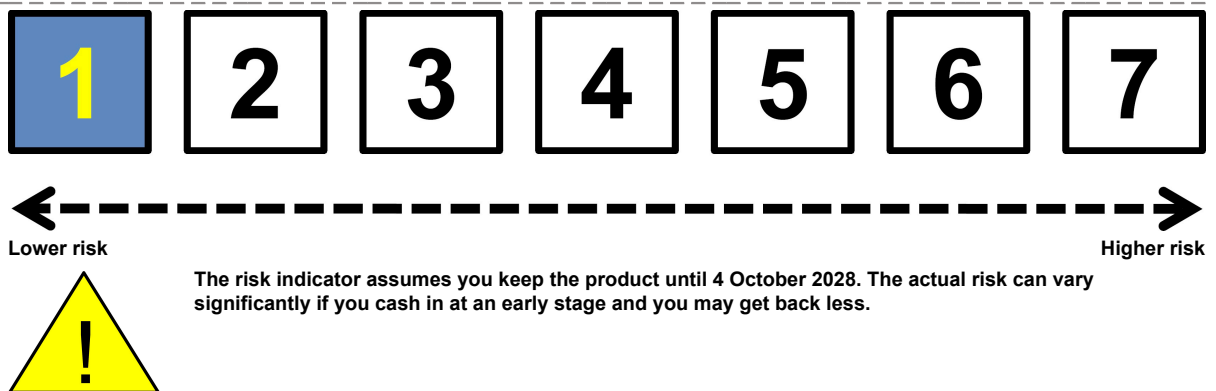 1 2 3 4 5 6 7
Lower risk Higher risk
The risk indicator assumes you keep the product until 4 October 2028. The actual risk can vary
significantly if you cash in at an early stage and you may get back less.
!